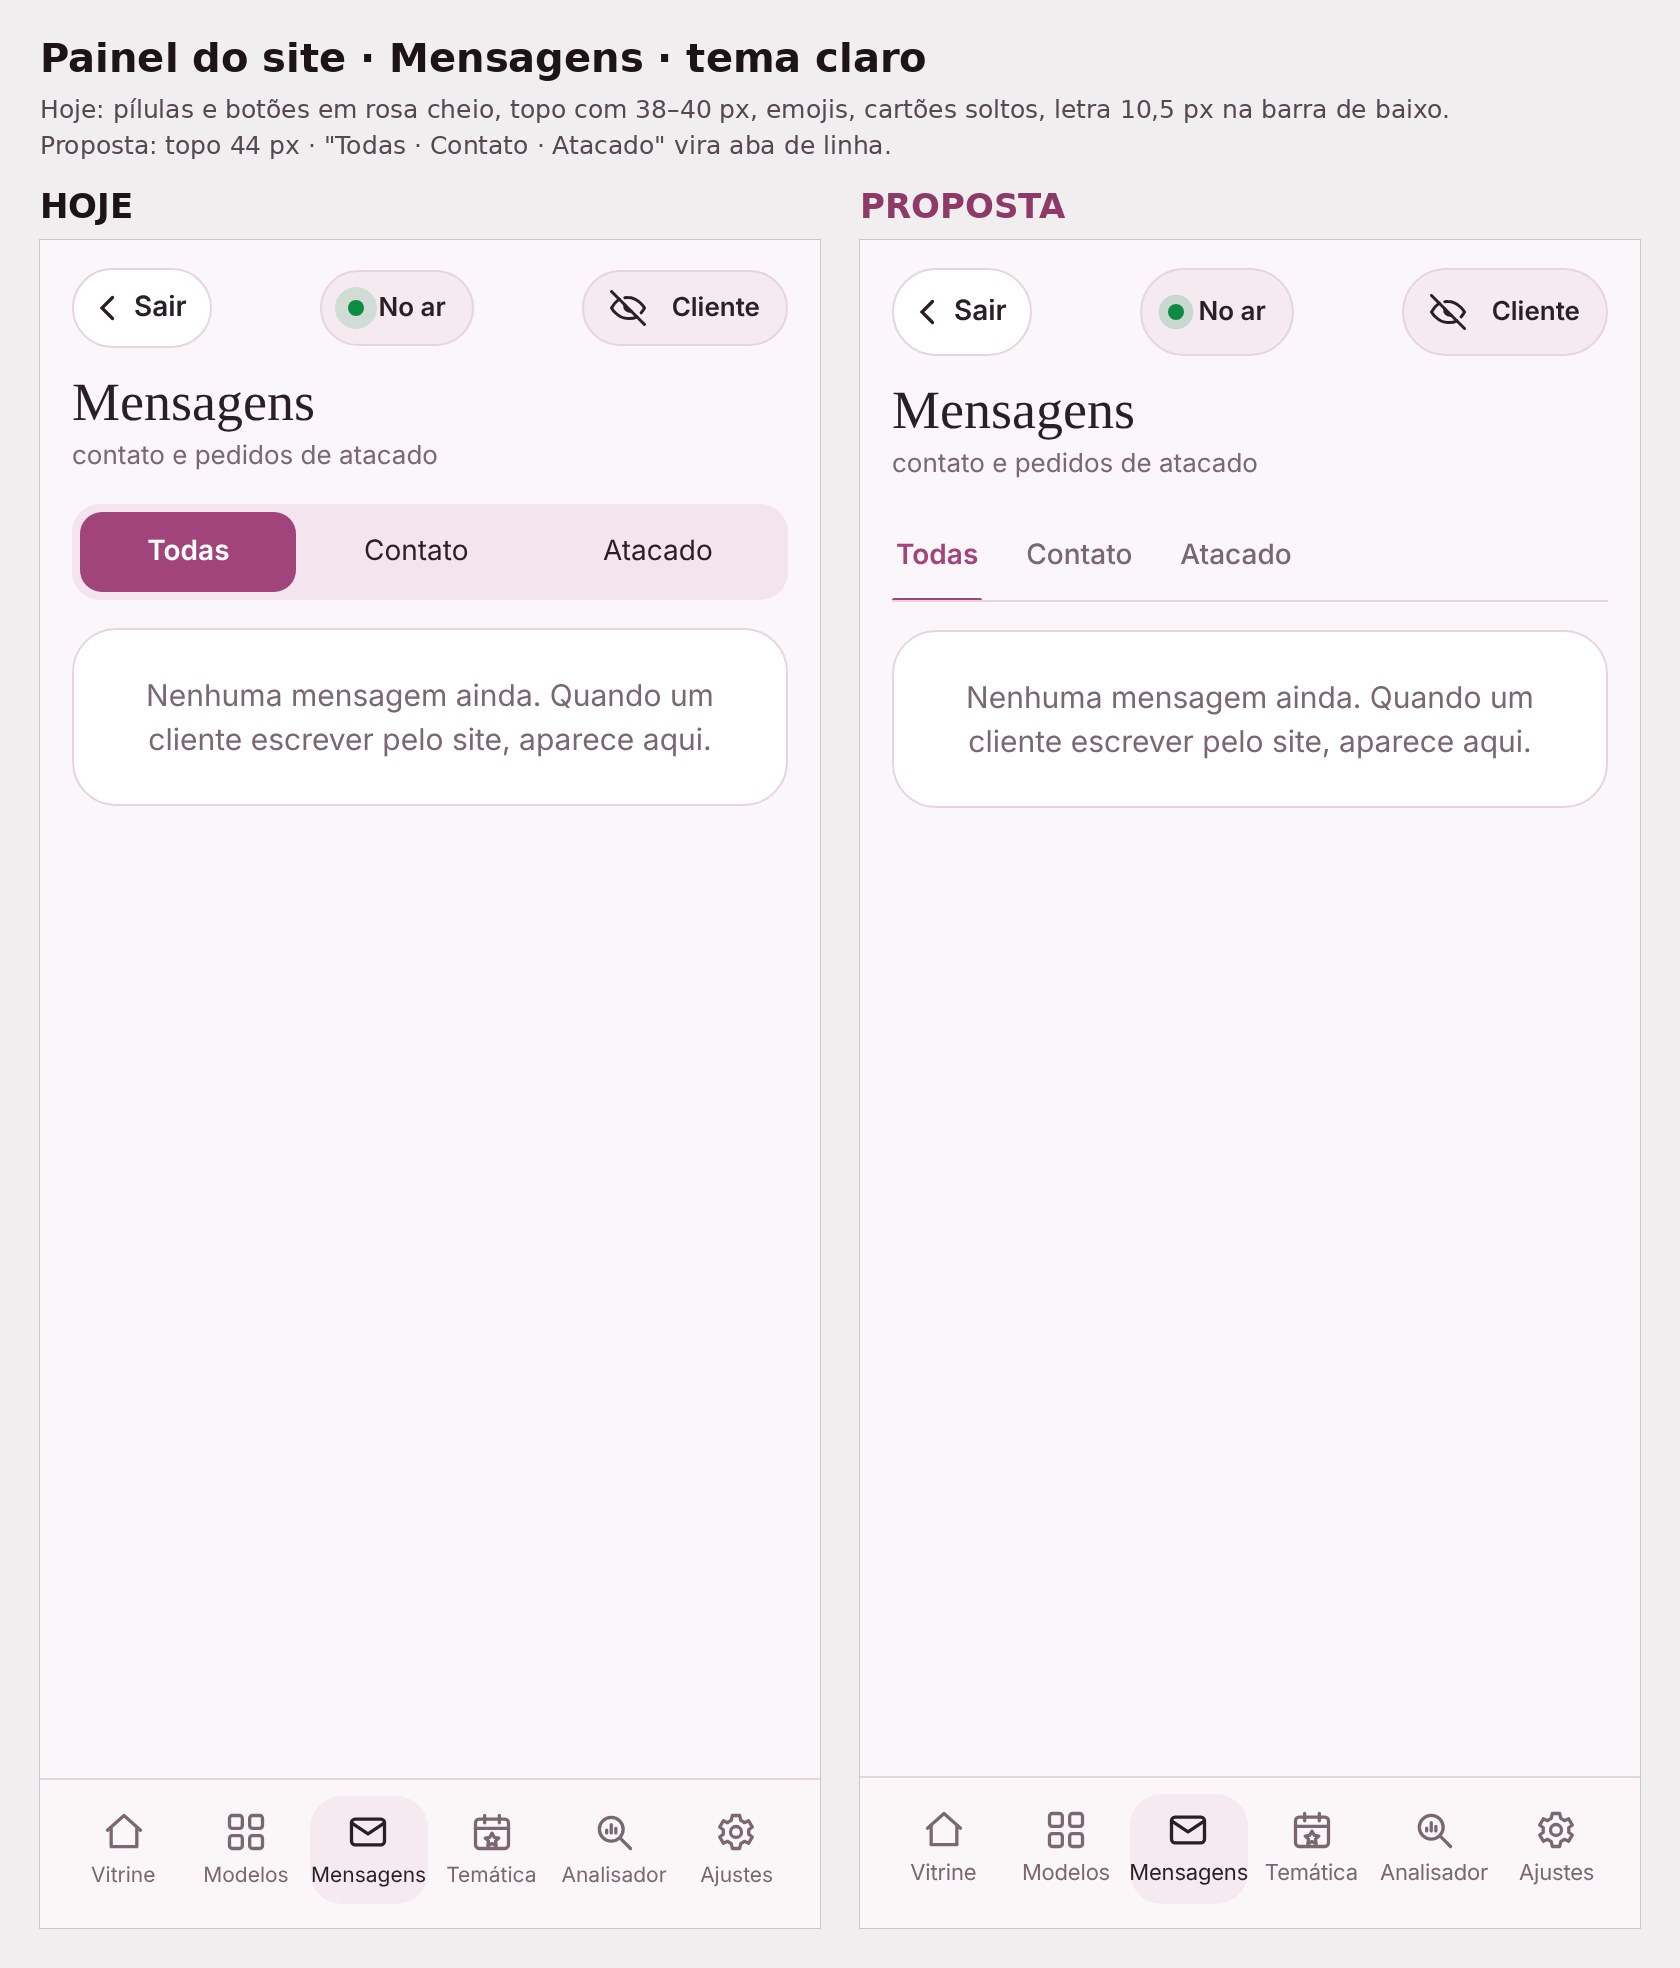 Painel do site · Mensagens · tema claro
Hoje: pílulas e botões em rosa cheio, topo com 38–40 px, emojis, cartões soltos, letra 10,5 px na barra de baixo.
Proposta: topo 44 px · "Todas · Contato · Atacado" vira aba de linha.
HOJE
Sair
No ar
Cliente
Mensagens
contato e pedidos de atacado
Todas
Contato
Atacado
Nenhuma mensagem ainda. Quando um
cliente escrever pelo site, aparece aqui.
Vitrine
Modelos
Mensagens
Temática
Analisador
Ajustes
PROPOSTA
Sair
No ar
Cliente
Mensagens
contato e pedidos de atacado
Todas
Contato
Atacado
Nenhuma mensagem ainda. Quando um
cliente escrever pelo site, aparece aqui.
Vitrine
Modelos
Mensagens
Temática
Analisador
Ajustes